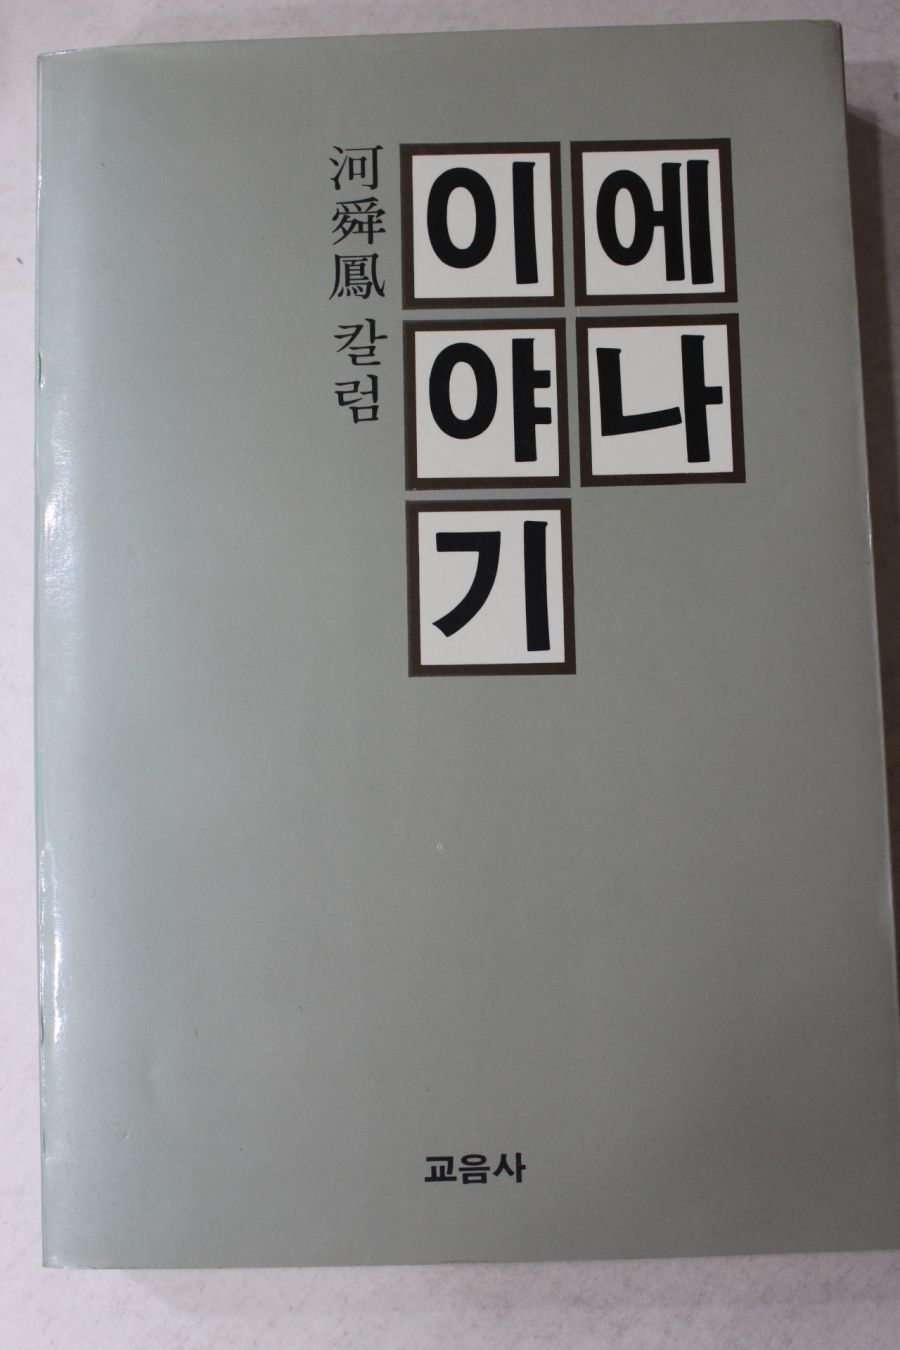 에나
이야기
河舜鳳 칼럼
교음사